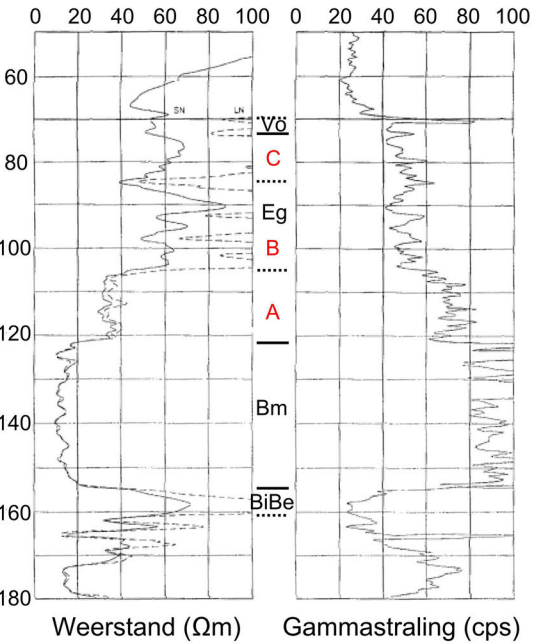 0 20 40 60 80 100 0 20 40 60 80 100
60
SN LN
Vö
80
C
Eg
100
B
A
120
Bm
140
BiBe
160
180
Weerstand (Ωm) Gammastraling (cps)